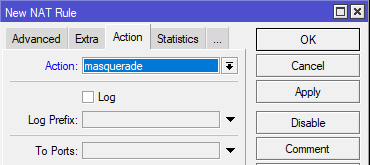 New NAT Rule
Advanced Extra Action Statistics ...
OK
Action: masquerade
Cancel
Log
Apply
Log Prefix:
Disable
To Ports:
Comment